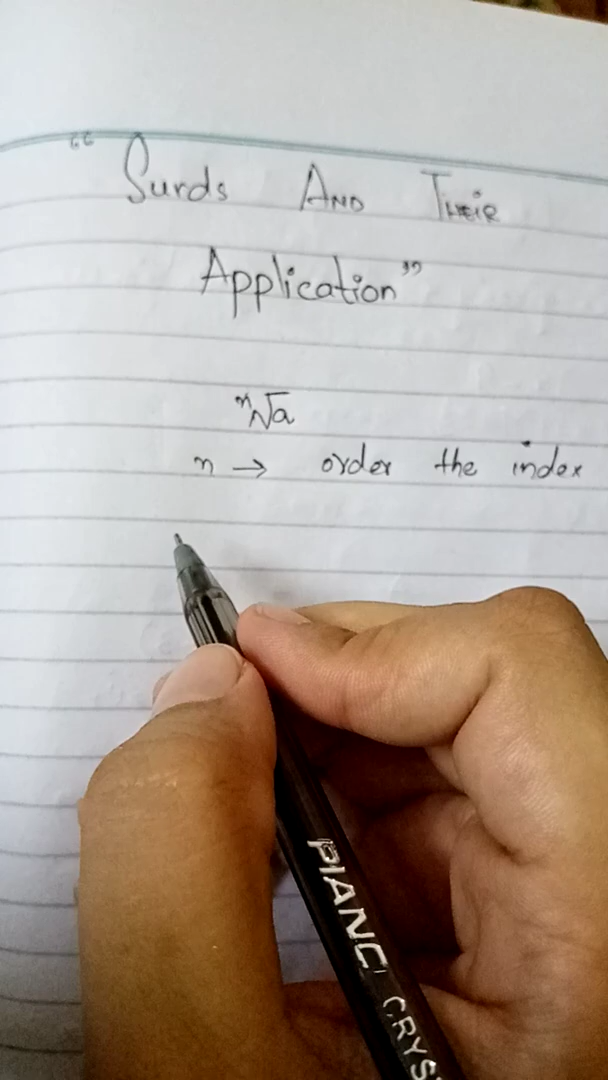 “Surds AND THEIR
Application”
ⁿ√a
n → order the index
PIANO CRYS